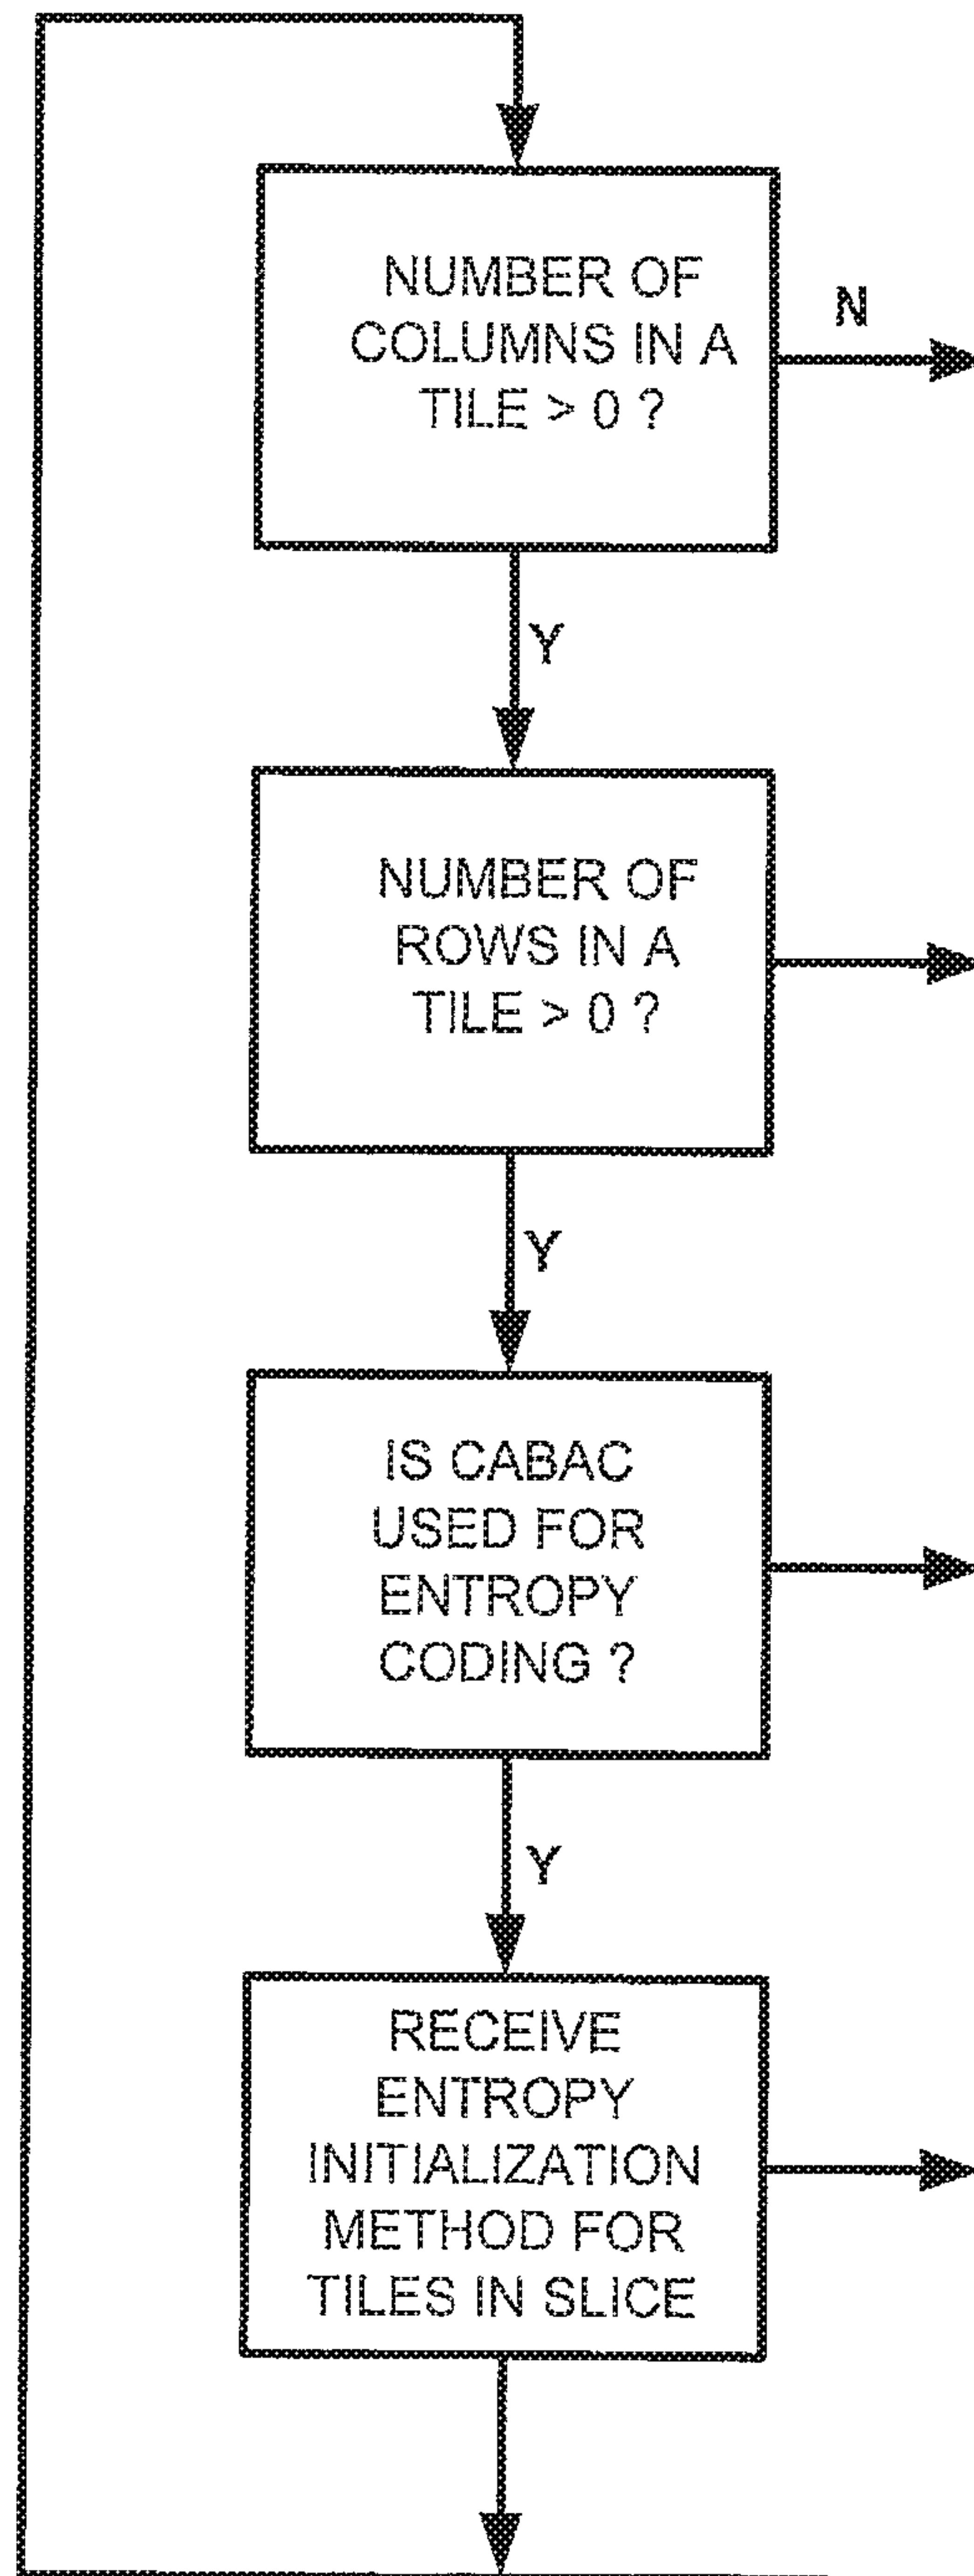 NUMBER OF
COLUMNS IN A
TILE > 0 ?
N
Y
NUMBER OF
ROWS IN A
TILE > 0 ?
Y
IS CABAC
USED FOR
ENTROPY
CODING ?
Y
RECEIVE
ENTROPY
INITIALIZATION
METHOD FOR
TILES IN SLICE